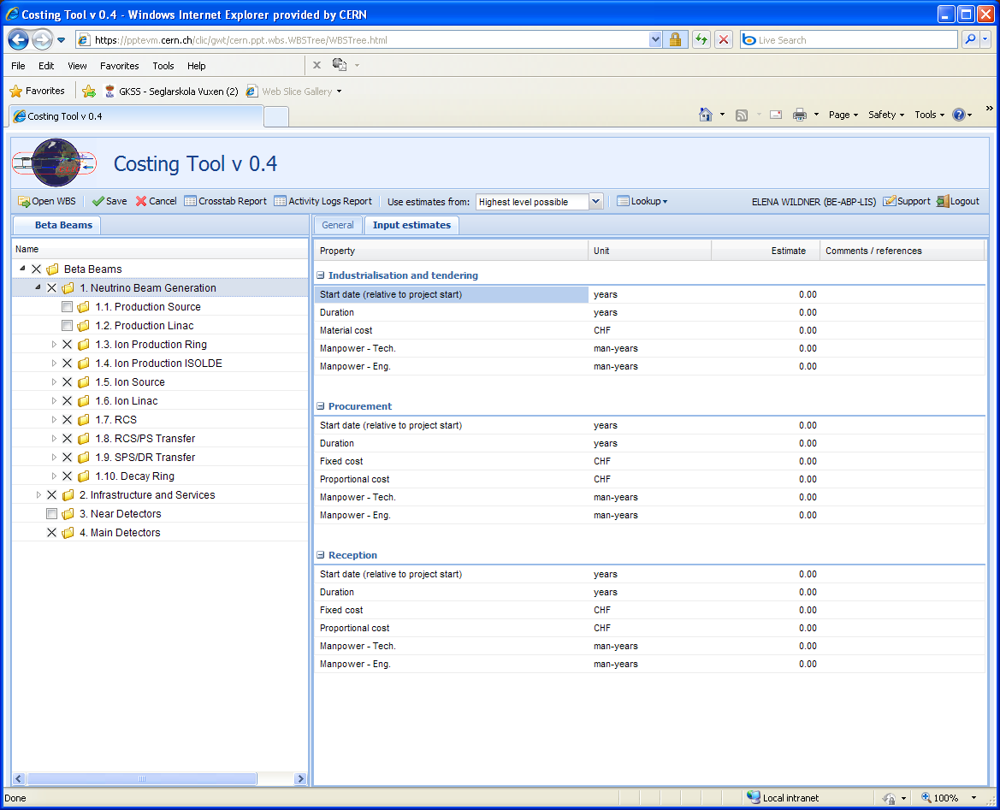 Costing Tool v 0.4 - Windows Internet Explorer provided by CERN
https://pptevm.cern.ch/clic/gwt/cern.ppt.wbs.WBSTree/WBSTree.html
Live Search
File Edit View Favorites Tools Help
Favorites GKSS - Seglarskola Vuxen (2) Web Slice Gallery
Costing Tool v 0.4
Page Safety Tools
Costing Tool v 0.4
Open WBS Save Cancel Crosstab Report Activity Logs Report Use estimates from: Highest level possible Lookup ELENA WILDNER (BE-ABP-LIS) Support Logout
Beta Beams
Name
Beta Beams
1. Neutrino Beam Generation
1.1. Production Source
1.2. Production Linac
1.3. Ion Production Ring
1.4. Ion Production ISOLDE
1.5. Ion Source
1.6. Ion Linac
1.7. RCS
1.8. RCS/PS Transfer
1.9. SPS/DR Transfer
1.10. Decay Ring
2. Infrastructure and Services
3. Near Detectors
4. Main Detectors
General Input estimates
Property Unit Estimate Comments / references
Industrialisation and tendering
Start date (relative to project start) years 0.00
Duration years 0.00
Material cost CHF 0.00
Manpower - Tech. man-years 0.00
Manpower - Eng. man-years 0.00
Procurement
Start date (relative to project start) years 0.00
Duration years 0.00
Fixed cost CHF 0.00
Proportional cost CHF 0.00
Manpower - Tech. man-years 0.00
Manpower - Eng. man-years 0.00
Reception
Start date (relative to project start) years 0.00
Duration years 0.00
Fixed cost CHF 0.00
Proportional cost CHF 0.00
Manpower - Tech. man-years 0.00
Manpower - Eng. man-years 0.00
Done Local intranet 100%